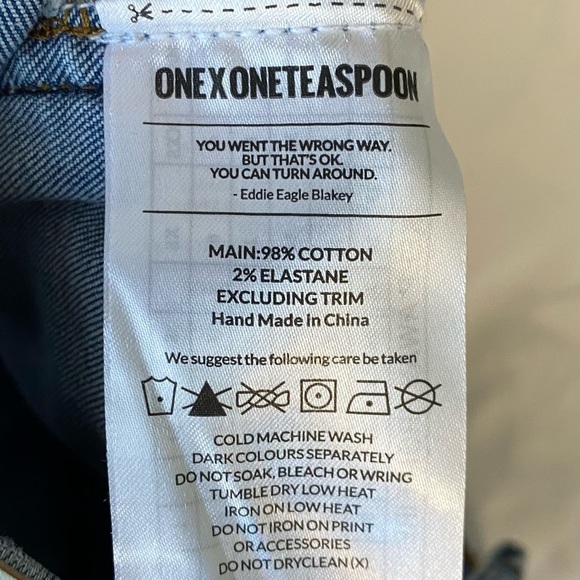 ONEXONETEASPOON
YOU WENT THE WRONG WAY.
BUT THAT'S OK.
YOU CAN TURN AROUND.
- Eddie Eagle Blakey
MAIN:98% COTTON
2% ELASTANE
EXCLUDING TRIM
Hand Made in China
We suggest the following care be taken
COLD MACHINE WASH
DARK COLOURS SEPARATELY
DO NOT SOAK, BLEACH OR WRING
TUMBLE DRY LOW HEAT
IRON ON LOW HEAT
DO NOT IRON ON PRINT
OR ACCESSORIES
DO NOT DRYCLEAN (X)